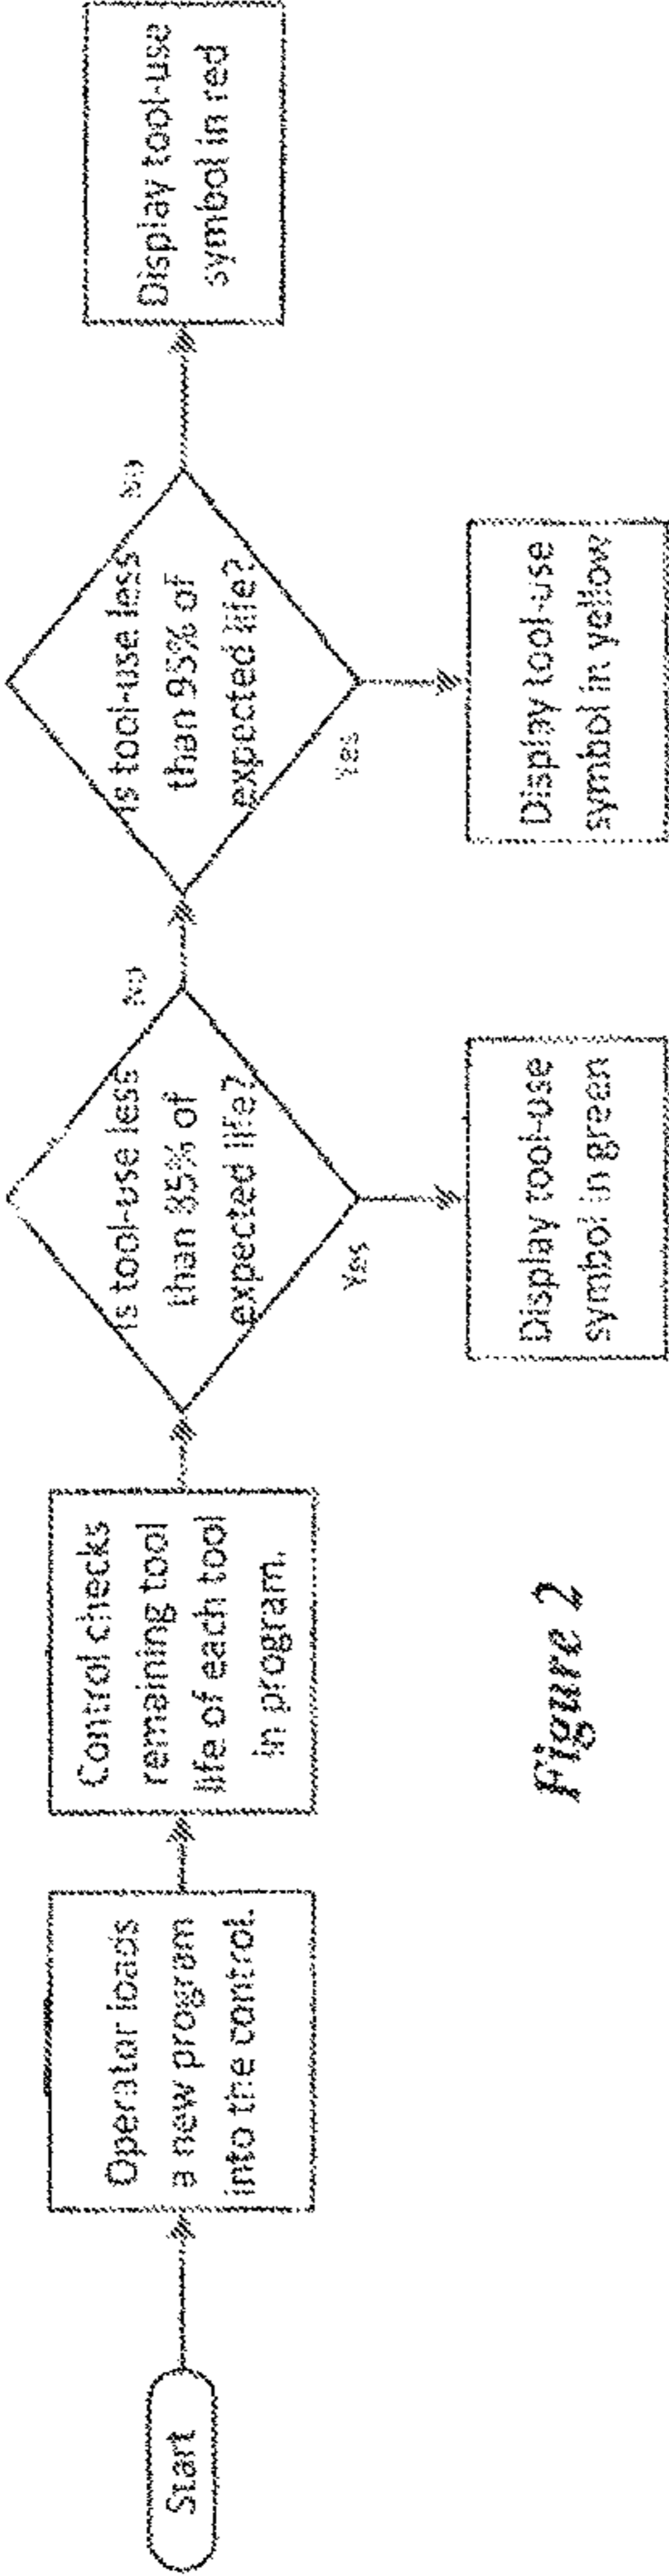 Start
Operator loads
a new program
into the control.
Control checks
remaining tool
life of each tool
in program.
Is tool-use less
than 85% of
expected life?
No
Yes
Display tool-use
symbol in green
Is tool-use less
than 95% of
expected life?
No
Yes
Display tool-use
symbol in yellow
Display tool-use
symbol in red
Figure 2